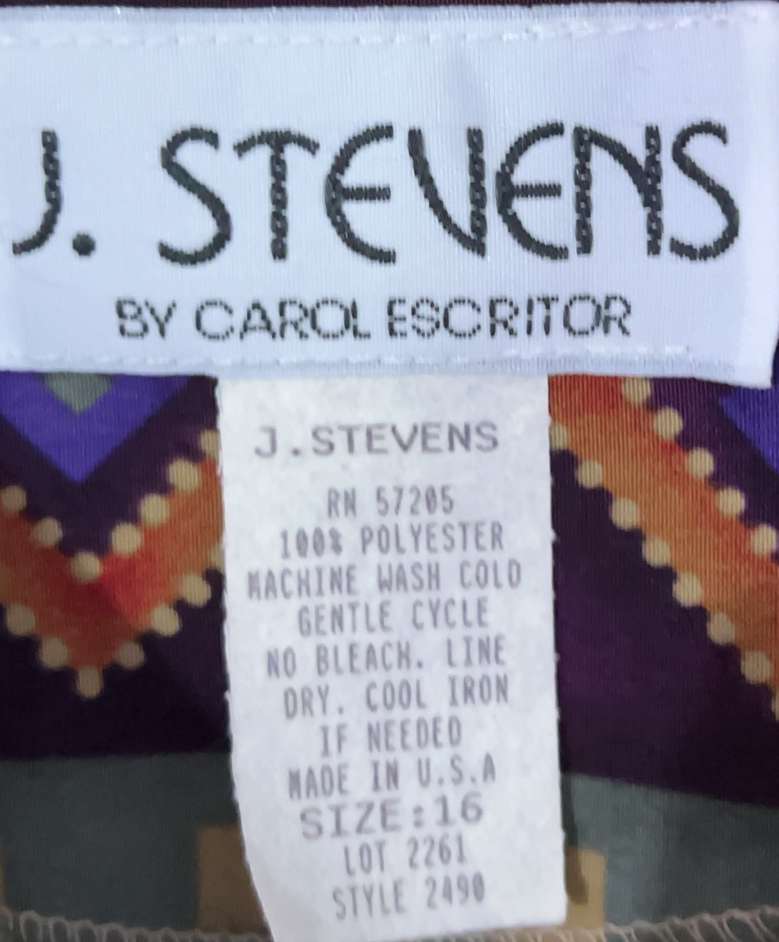 J. STEVENS
BY CAROL ESCRITOR
J.STEVENS
RN 57205
100% POLYESTER
MACHINE WASH COLD
GENTLE CYCLE
NO BLEACH. LINE
DRY. COOL IRON
IF NEEDED
MADE IN U.S.A
SIZE:16
LOT 2261
STYLE 2490